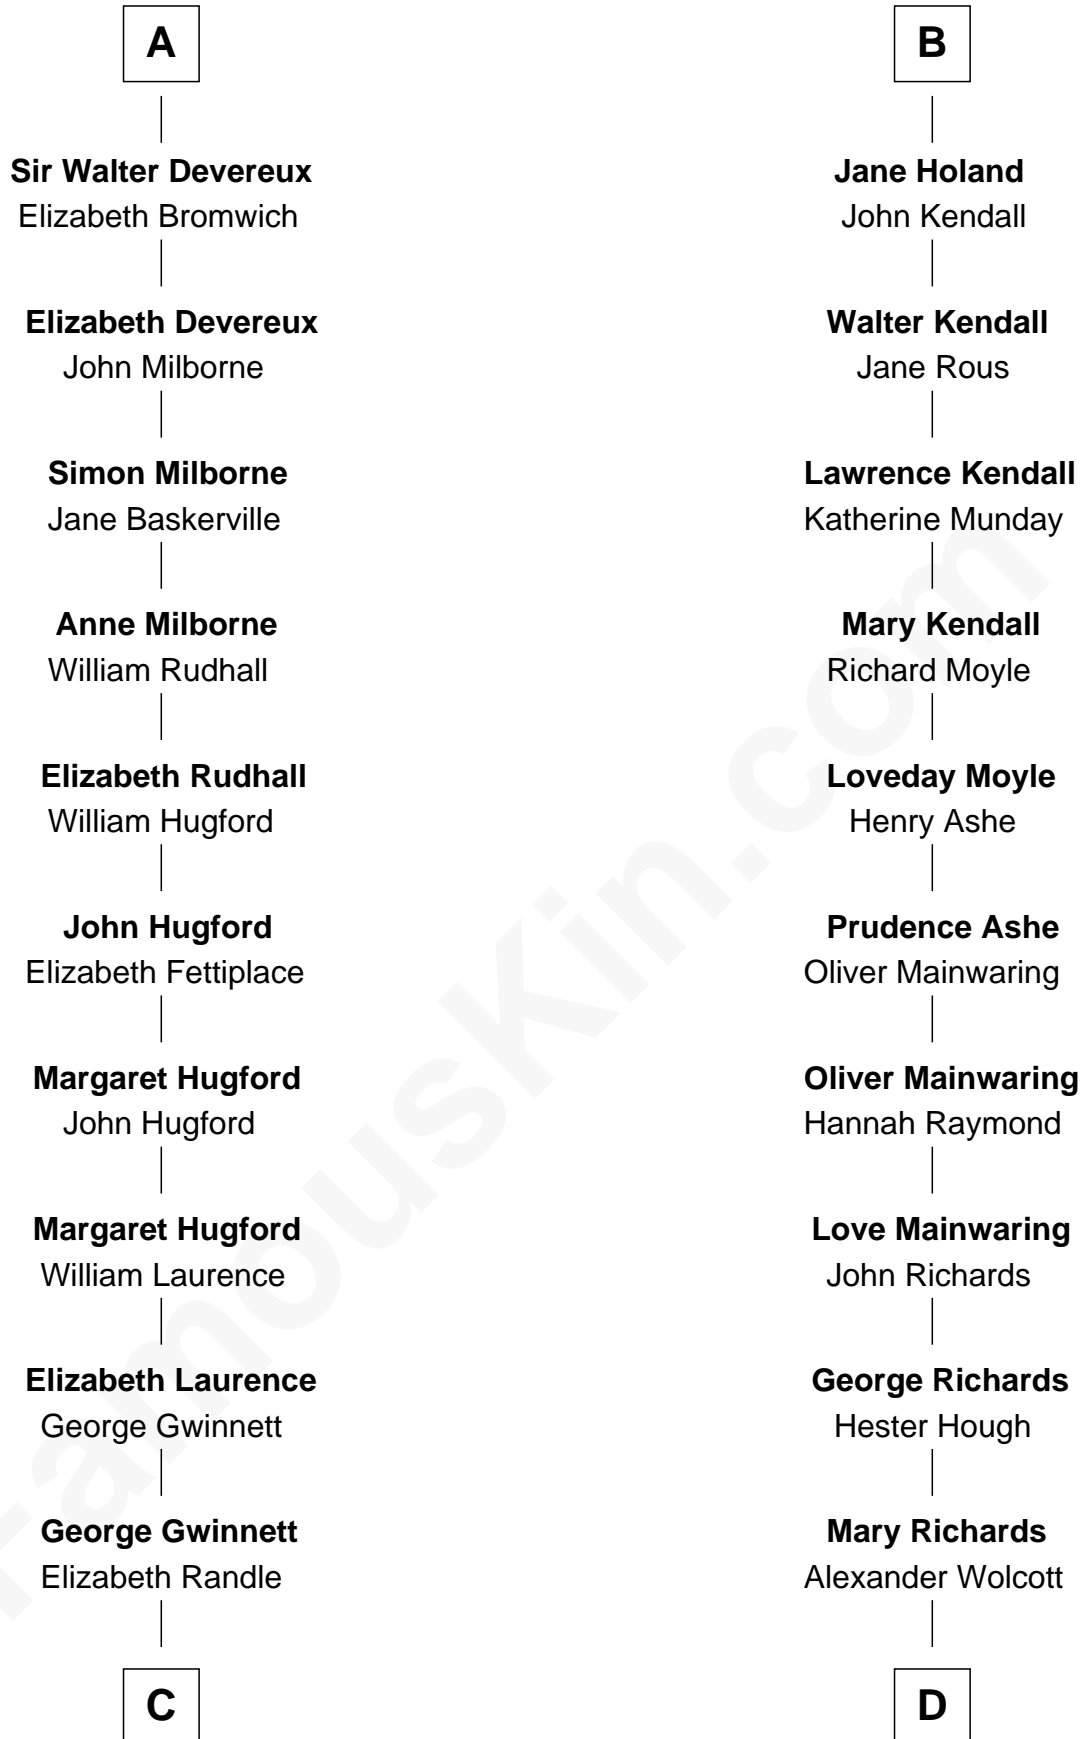 A
Sir Walter Devereux
Elizabeth Bromwich
Elizabeth Devereux
John Milborne
Simon Milborne
Jane Baskerville
Anne Milborne
William Rudhall
Elizabeth Rudhall
William Hugford
John Hugford
Elizabeth Fettiplace
Margaret Hugford
John Hugford
Margaret Hugford
William Laurence
Elizabeth Laurence
George Gwinnett
George Gwinnett
Elizabeth Randle
C
B
Jane Holand
John Kendall
Walter Kendall
Jane Rous
Lawrence Kendall
Katherine Munday
Mary Kendall
Richard Moyle
Loveday Moyle
Henry Ashe
Prudence Ashe
Oliver Mainwaring
Oliver Mainwaring
Hannah Raymond
Love Mainwaring
John Richards
George Richards
Hester Hough
Mary Richards
Alexander Wolcott
D
FamousKin.com